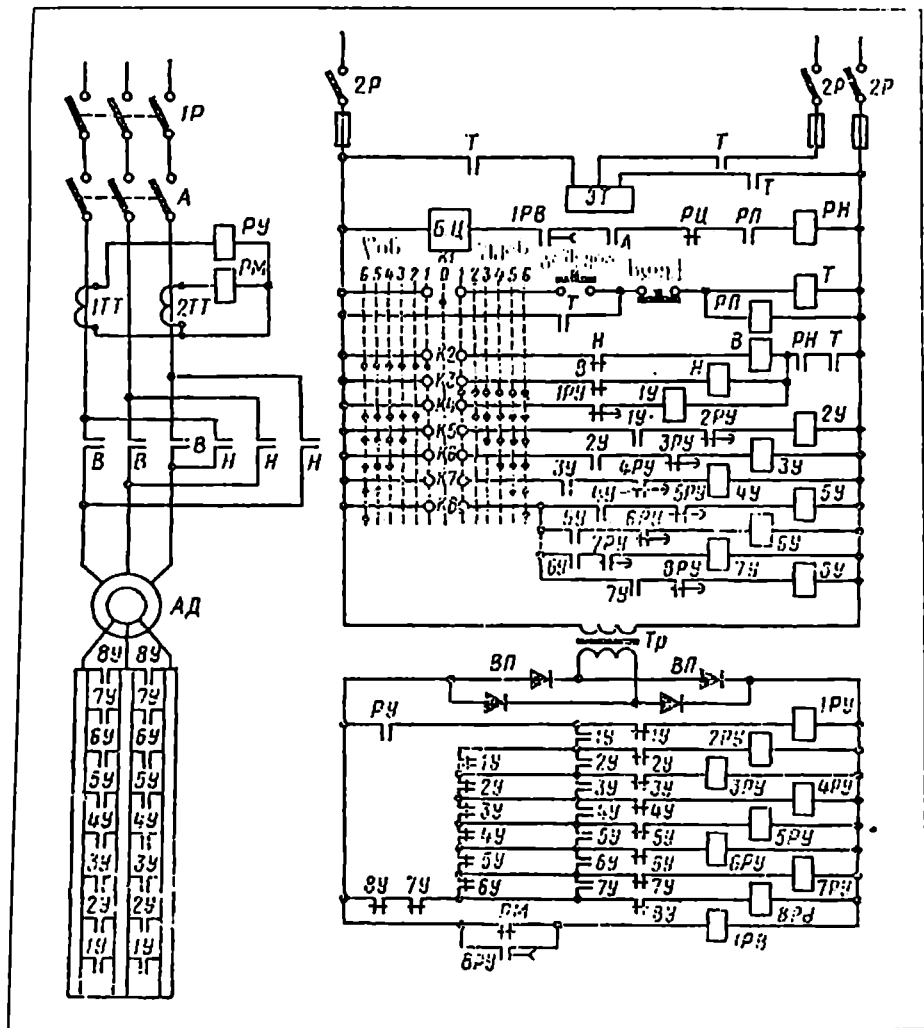 2Р 2Р 2Р
1Р
Т Т
ЭТ Т
А
РУ
1РВ РЦ РП РН
БЦ А
РМ
6 5 4 3 2 1 0 1 2 3 4 5 6
1ТТ 2ТТ
Т
Т РП
К2 Н В РН Т
К3 В Н
К4 1РУ 1У
К5 1У 2РУ 2У
К6 2У 3РУ 3У
В В В Н Н Н
К7 3У 4РУ 4У
К8 4У 5РУ 5У
5У 6РУ 6У
6У 7РУ 7У
7У 8РУ
АД
Тр
ВП ВП
8У 8У
7У 7У
6У 6У
5У 5У
4У 4У
3У 3У
2У 2У
1У 1У
РУ 1РУ
1У 1У 2РУ
1У 2У 2У 3РУ
2У 3У 3У 4РУ
3У 4У 4У 5РУ
4У 5У 5У 6РУ
5У 6У 6У 7РУ
8У 7У 6У 7У 7У
РМ 8У 1РВ